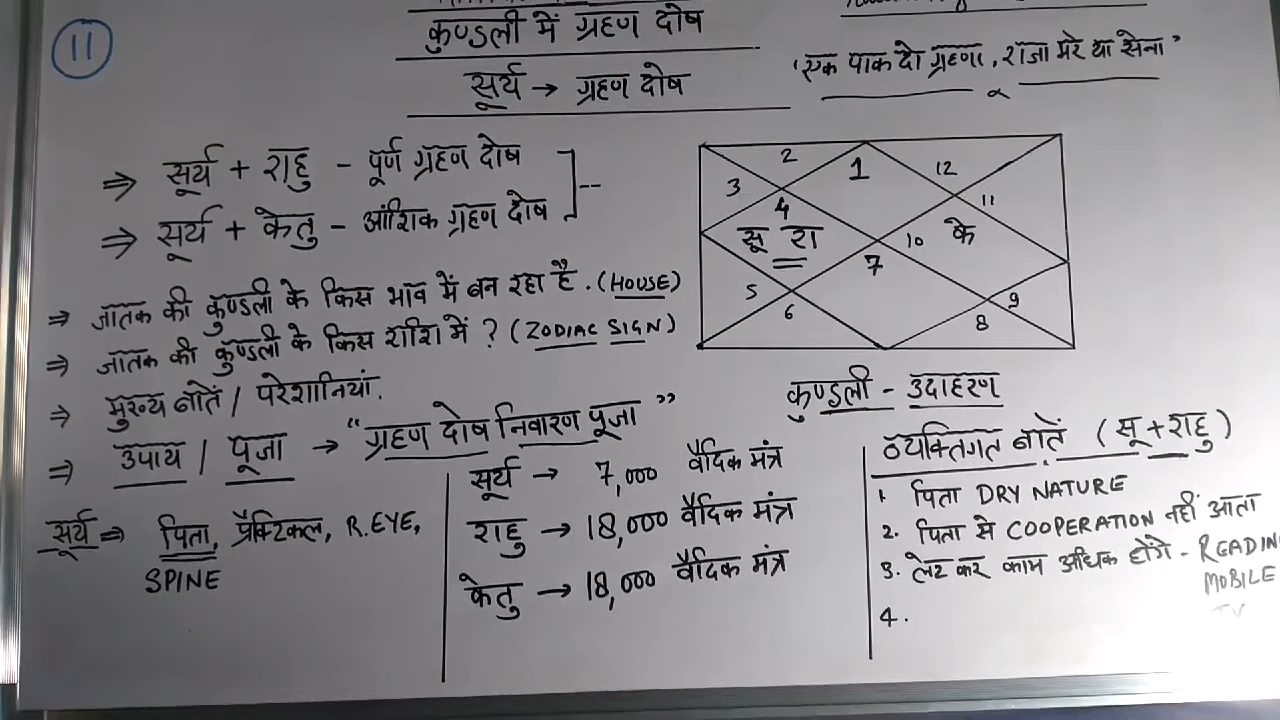 11
कुण्डली में ग्रहण दोष
सूर्य → ग्रहण दोष
"एक पाक दो ग्रहणा, राजा मरे या सेना"
⇒ सूर्य + राहु - पूर्ण ग्रहण दोष
⇒ सूर्य + केतु - आंशिक ग्रहण दोष
⇒ जातक की कुण्डली के किस भाव में बन रहा है. (HOUSE)
⇒ जातक की कुण्डली के किस राशि में ? (ZODIAC SIGN)
⇒ मुख्य बातें / परेशानियां.
⇒ उपाय / पूजा → "ग्रहण दोष निवारण पूजा"
2 1 12
3 11
4
सू रा 10 के
7
5 9
6 8
कुण्डली - उदाहरण
सूर्य ⇒ पिता, प्रैक्टिकल, R.EYE,
SPINE
सूर्य → 7,000 वैदिक मंत्र
राहु → 18,000 वैदिक मंत्र
केतु → 18,000 वैदिक मंत्र
व्यक्तिगत बातें (सू + राहु)
1 पिता DRY NATURE
2. पिता से COOPERATION नहीं आता
3. लेट कर काम अधिक होंगे - READIN
MOBILE
TV
4.